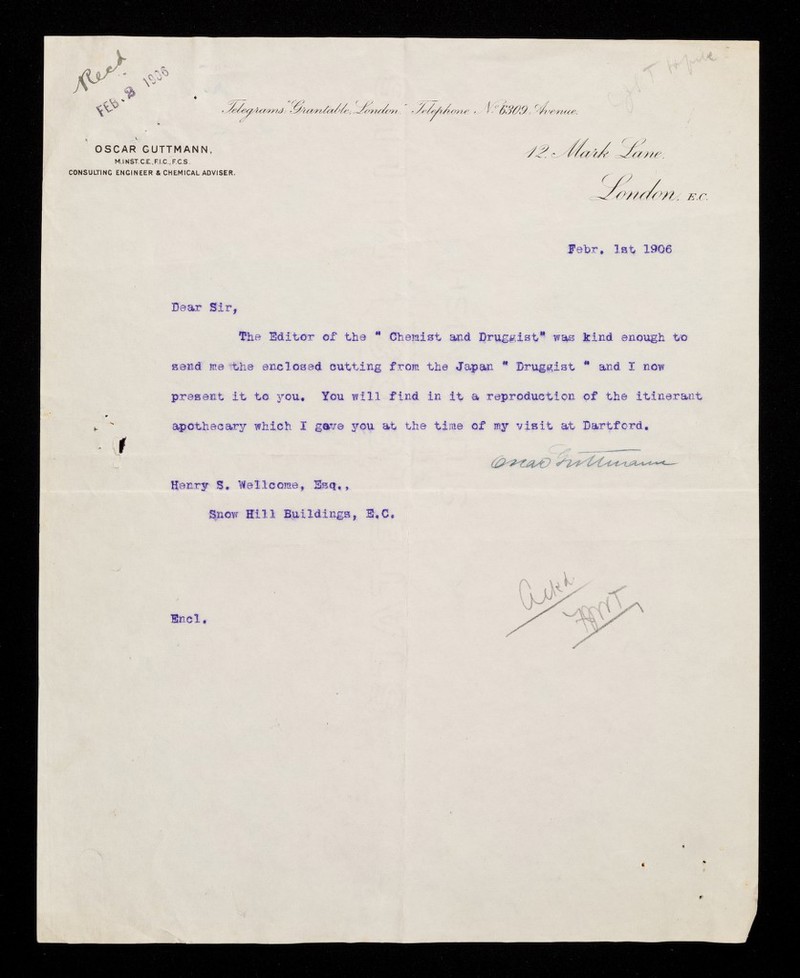 Recd
FEB. 2 1906
Telegrams "Grantable, London." Telephone No. 6309. Avenue.
OSCAR GUTTMANN,
M.INST.C.E., F.I.C., F.C.S.
CONSULTING ENGINEER & CHEMICAL ADVISER.
12. Mark Lane.
London. E.C.
Febr. 1st 1906
Dear Sir,
The Editor of the " Chemist and Druggist" was kind enough to
send me the enclosed cutting from the Japan " Druggist " and I now
present it to you. You will find in it a reproduction of the itinerant
apothecary which I gave you at the time of my visit at Dartford.
Oscar Guttmann
Henry S. Wellcome, Esq.,
Snow Hill Buildings, E.C.
Ackd
Encl.